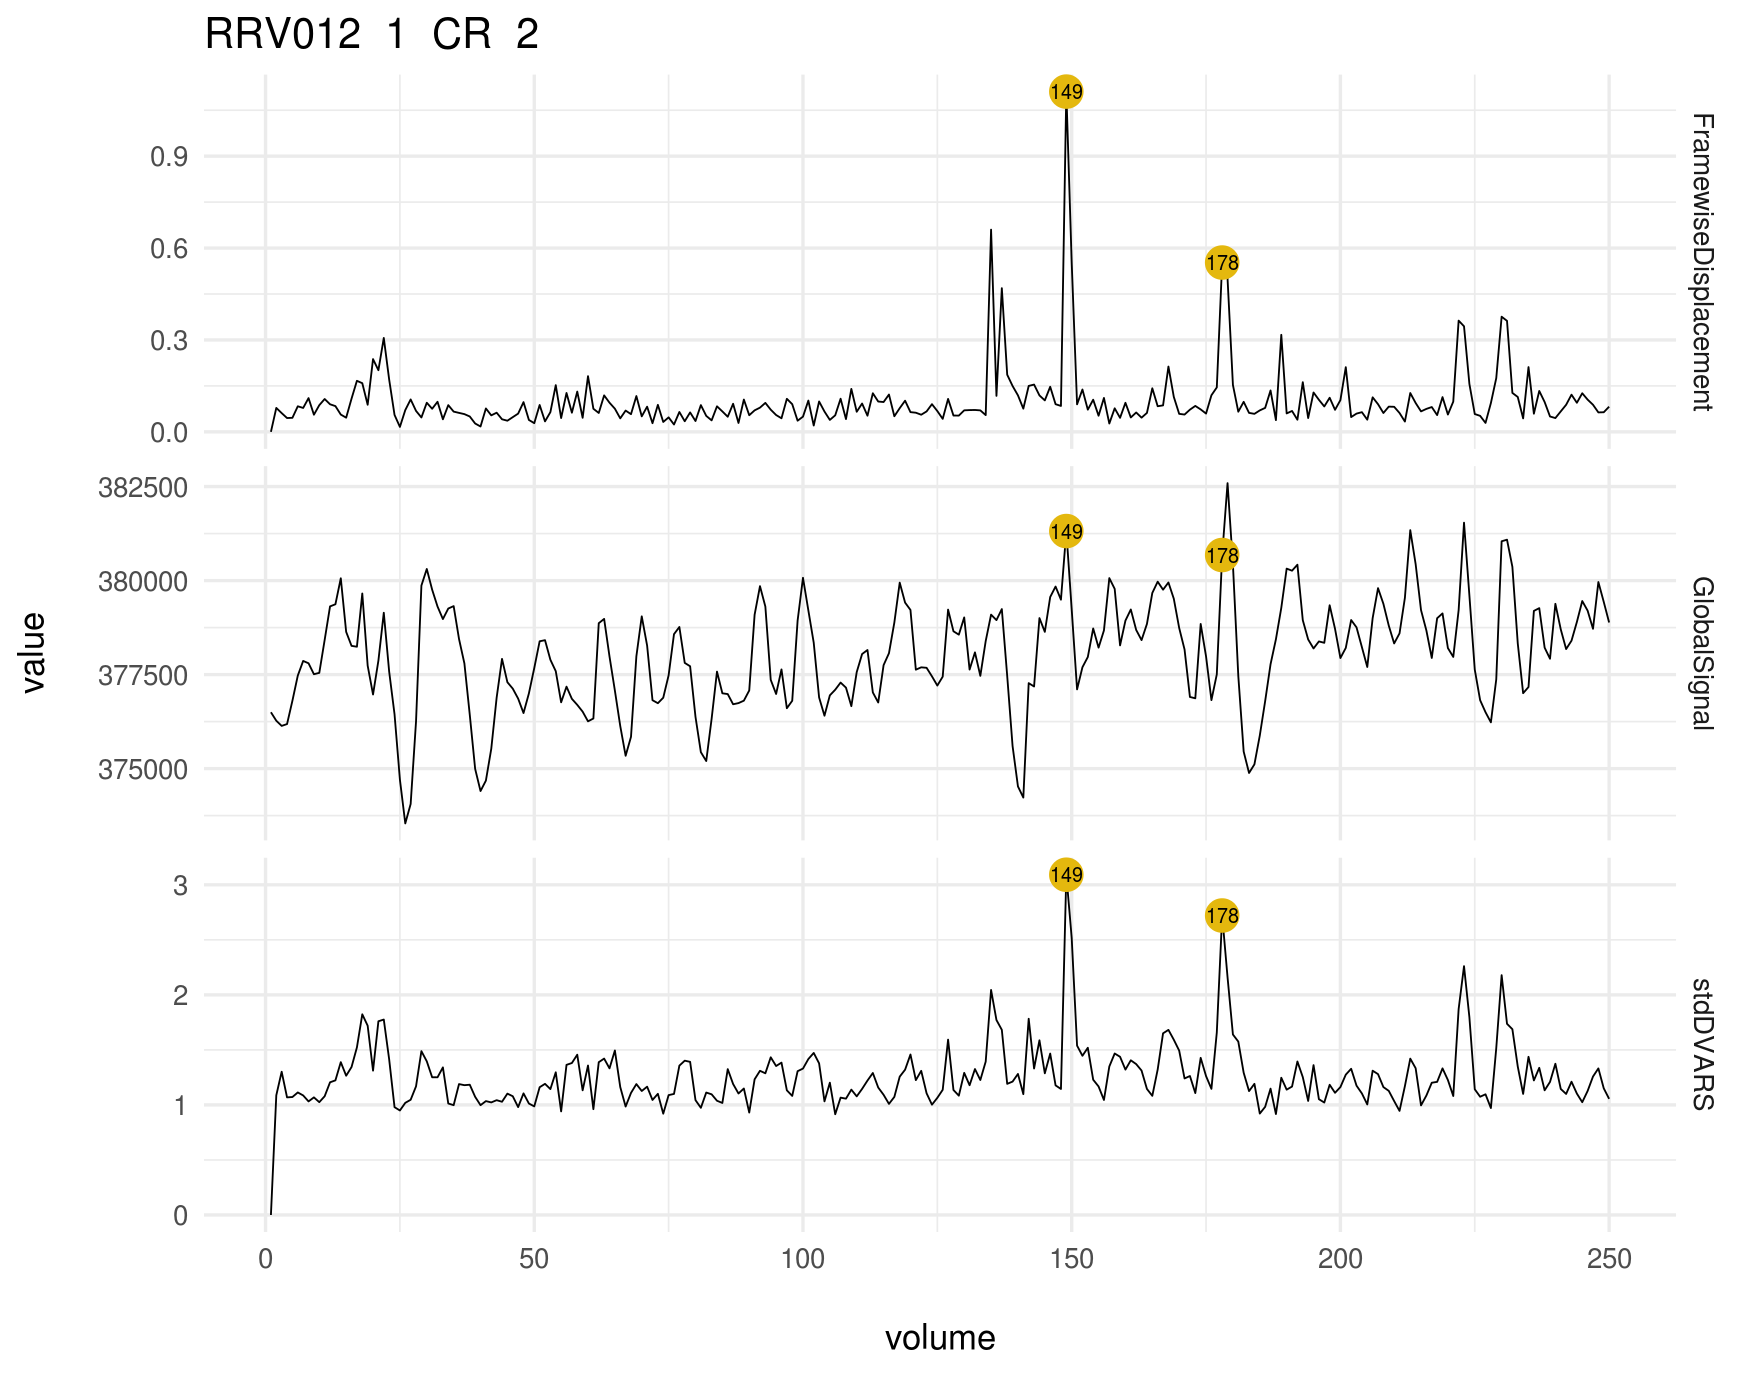 RRV012 1 CR 2
149
0.9
0.6
178
0.3
0.0
FramewiseDisplacement
382500
149
178
380000
377500
375000
GlobalSignal
value
149
3
178
2
1
0
stdDVARS
0 50 100 150 200 250
volume